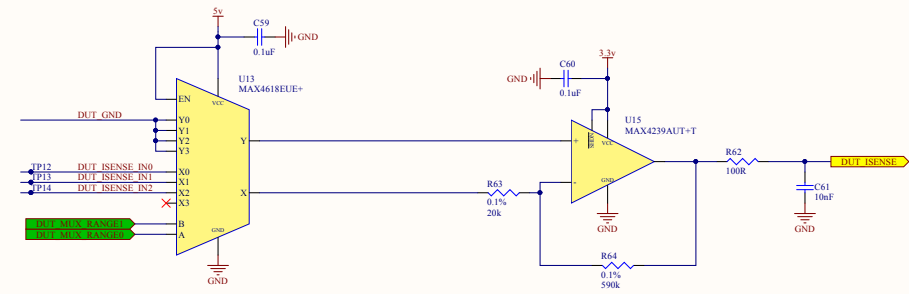 5v
C59
0.1uF
GND
3.3v
C60
0.1uF
GND
U13
MAX4618EUE+
EN
VCC
U15
MAX4239AUT+T
SHDN
VCC
DUT_GND
Y0
Y1
Y2
Y3
Y
+
R62
100R
DUT_ISENSE
TP12
DUT_ISENSE_IN0
X0
TP13
DUT_ISENSE_IN1
X1
TP14
DUT_ISENSE_IN2
X2
X3
X
R63
0.1%
20k
-
GND
C61
10nF
DUT_MUX_RANGE1
B
DUT_MUX_RANGE0
A
GND
GND
GND
GND
R64
0.1%
590k